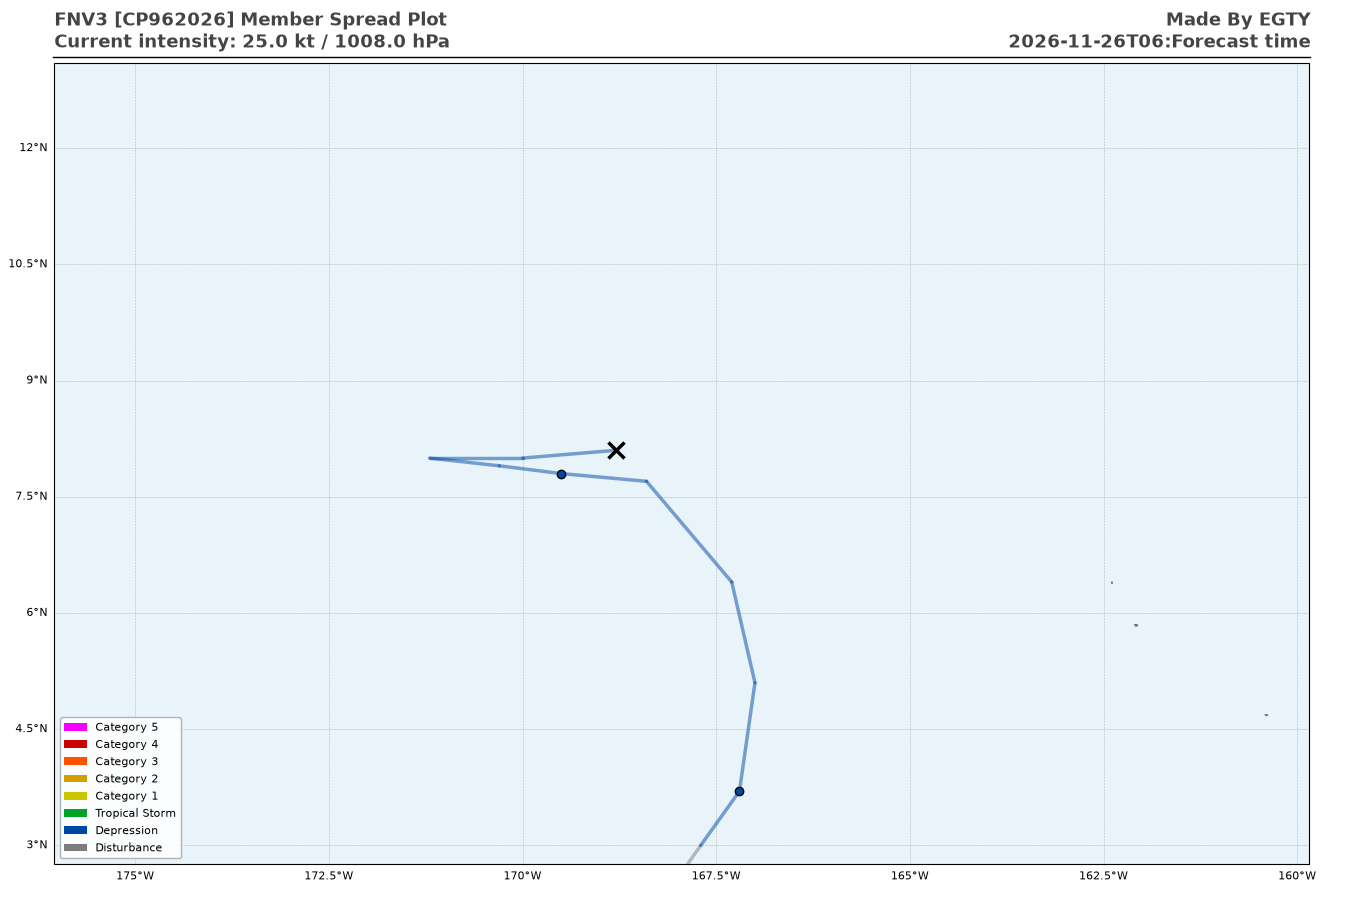 FNV3 [CP962026] Member Spread Plot
Made By EGTY
Current intensity: 25.0 kt / 1008.0 hPa
2026-11-26T06:Forecast time
12°N
10.5°N
9°N
7.5°N
6°N
4.5°N
3°N
Category 5
Category 4
Category 3
Category 2
Category 1
Tropical Storm
Depression
Disturbance
175°W
172.5°W
170°W
167.5°W
165°W
162.5°W
160°W